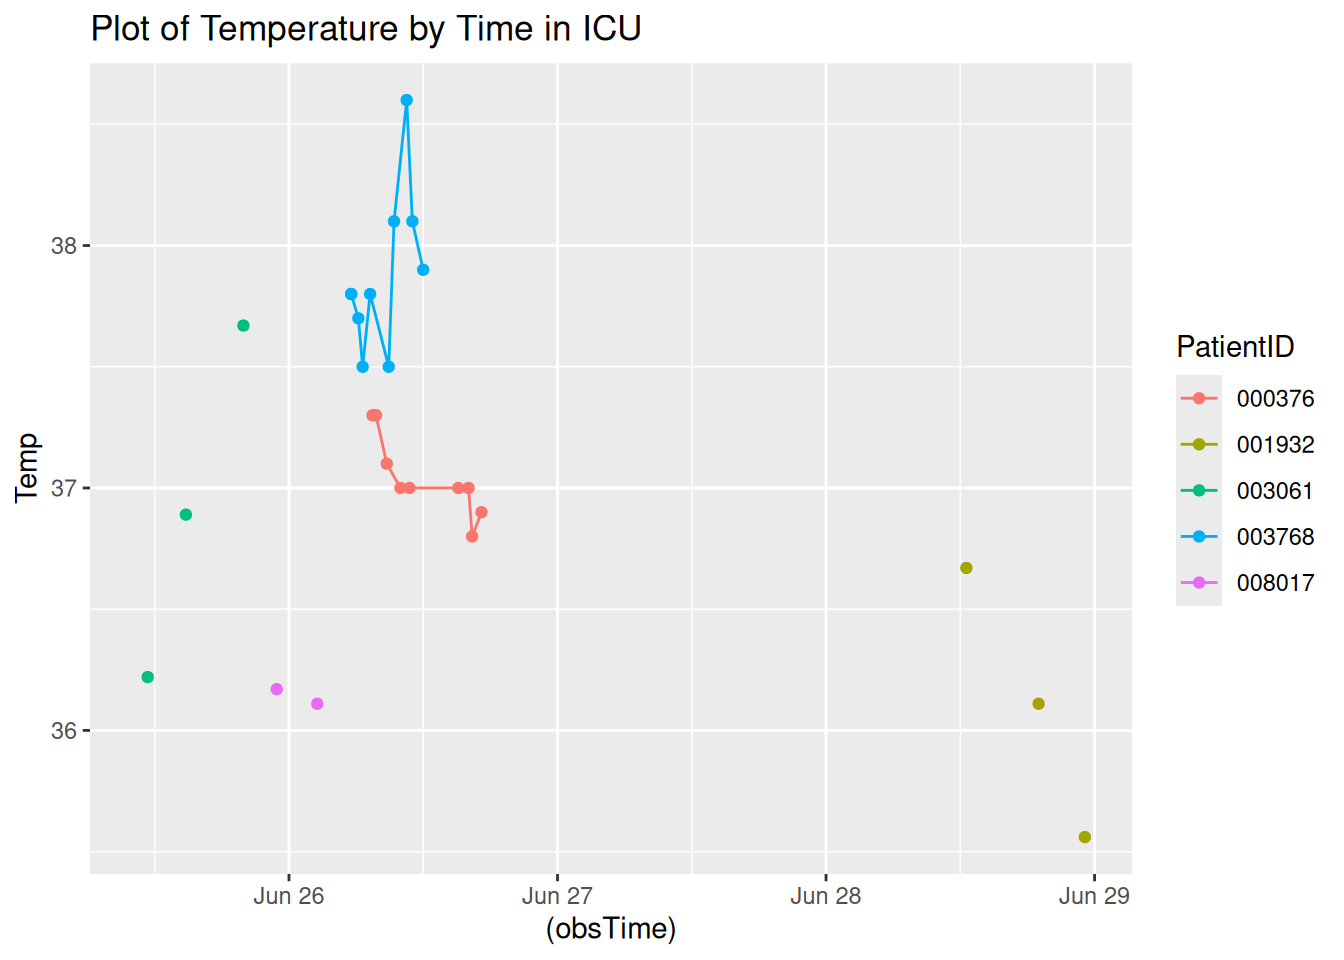 Plot of Temperature by Time in ICU
Temp
38
37
36
Jun 26
Jun 27
Jun 28
Jun 29
(obsTime)
PatientID
000376
001932
003061
003768
008017